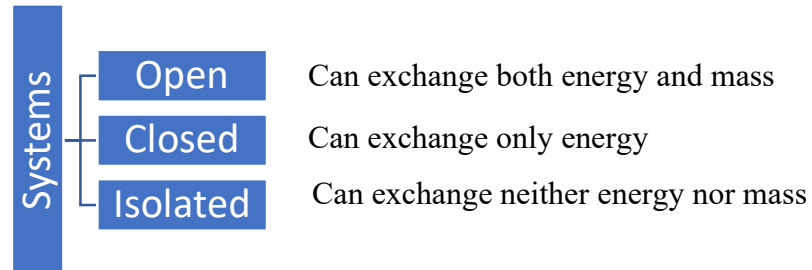 Systems
Open Can exchange both energy and mass
Closed Can exchange only energy
Isolated Can exchange neither energy nor mass